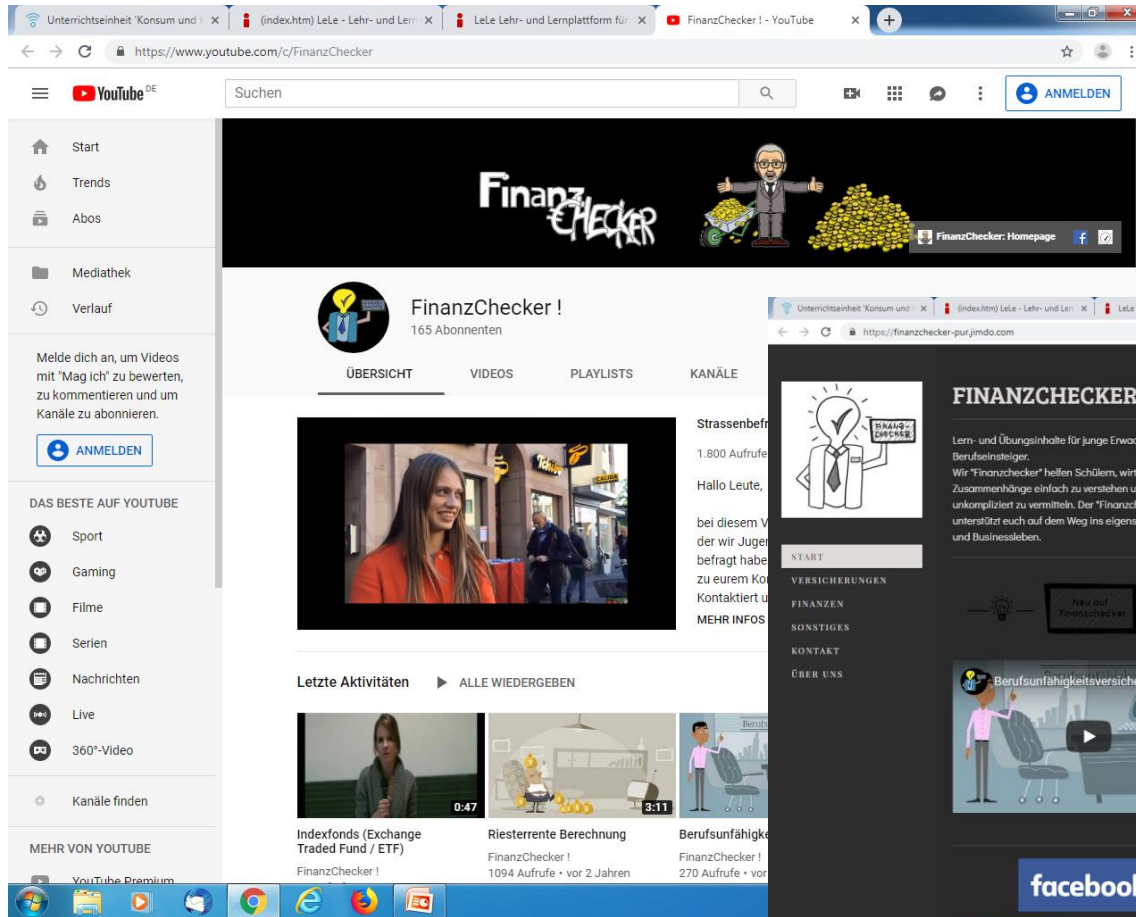 Unterrichtseinheit 'Konsum und
(index.htm) LeLe - Lehr- und Lern
LeLe Lehr- und Lernplattform für
FinanzChecker ! - YouTube
https://www.youtube.com/c/FinanzChecker
YouTube DE
Suchen
ANMELDEN
Start
Trends
Abos
Mediathek
Verlauf
Melde dich an, um Videos
mit "Mag ich" zu bewerten,
zu kommentieren und um
Kanäle zu abonnieren.
ANMELDEN
DAS BESTE AUF YOUTUBE
Sport
Gaming
Filme
Serien
Nachrichten
Live
360°-Video
Kanäle finden
MEHR VON YOUTUBE
YouTube Premium
Finanz
€HECKER
FinanzChecker: Homepage
FinanzChecker !
165 Abonnenten
ÜBERSICHT
VIDEOS
PLAYLISTS
KANÄLE
Tchibo
CALIDA
Strassenbefr
1.800 Aufrufe
Hallo Leute,
bei diesem V
der wir Juger
befragt habe
zu eurem Kor
Kontaktiert u
MEHR INFOS
Letzte Aktivitäten
ALLE WIEDERGEBEN
0:47
3:11
Indexfonds (Exchange
Traded Fund / ETF)
FinanzChecker !
Riesterrente Berechnung
FinanzChecker !
1094 Aufrufe • vor 2 Jahren
Berufsunfähigke
FinanzChecker !
270 Aufrufe • vor
Unterrichtseinheit 'Konsum und
(index.htm) LeLe - Lehr- und Lern
LeLe
https://finanzchecker-pur.jimdo.com
FINANZ-
CHECKER
START
VERSICHERUNGEN
FINANZEN
SONSTIGES
KONTAKT
ÜBER UNS
FINANZCHECKER
Lern- und Übungsinhalte für junge Erwac
Berufseinsteiger.
Wir "Finanzchecker" helfen Schülern, wirt
Zusammenhänge einfach zu verstehen u
unkompliziert zu vermitteln. Der "Finanzcl
unterstützt euch auf dem Weg ins eigens
und Businessleben.
Neu auf
Finanzchecker
Berufsunfähigkeitsversiche
facebook